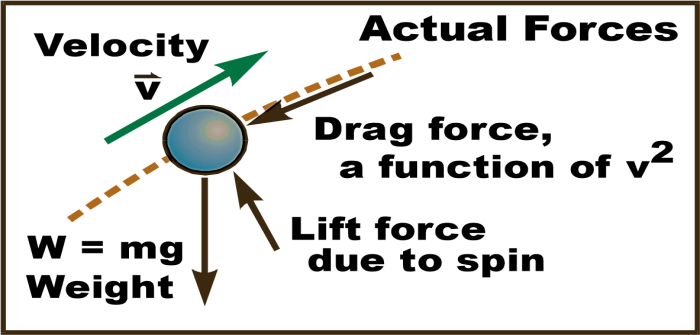 Actual Forces
Velocity
v⃗
Drag force,
a function of v²
Lift force
due to spin
W = mg
Weight